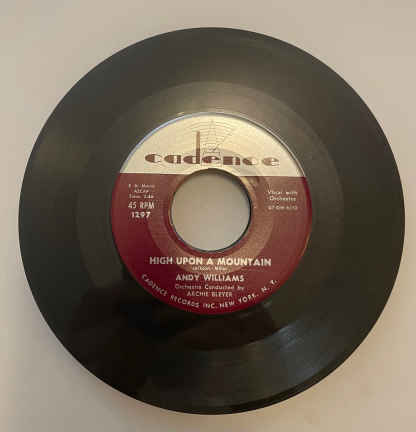 cadence
ASCAP
45 RPM
1297
Vocal with
Orchestra
HIGH UPON A MOUNTAIN
ANDY WILLIAMS
Orchestra Conducted by
ARCHIE BLEYER
CADENCE RECORDS INC. NEW YORK, N. Y.